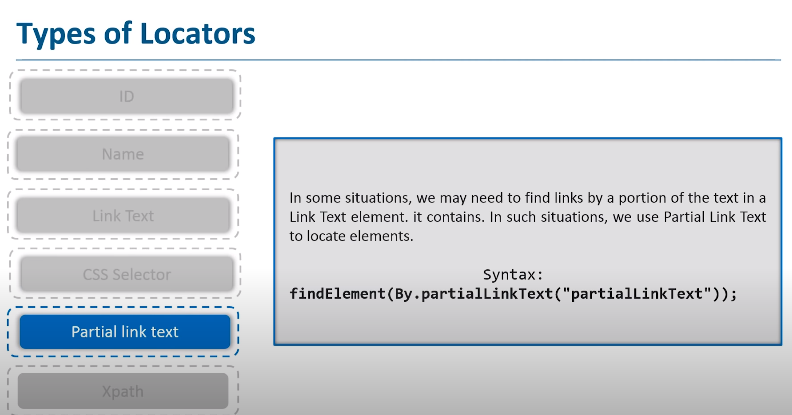 Types of Locators
ID
Name
Link Text
CSS Selector
Partial link text
Xpath
In some situations, we may need to find links by a portion of the text in a
Link Text element. it contains. In such situations, we use Partial Link Text
to locate elements.
Syntax:
findElement(By.partialLinkText("partialLinkText"));